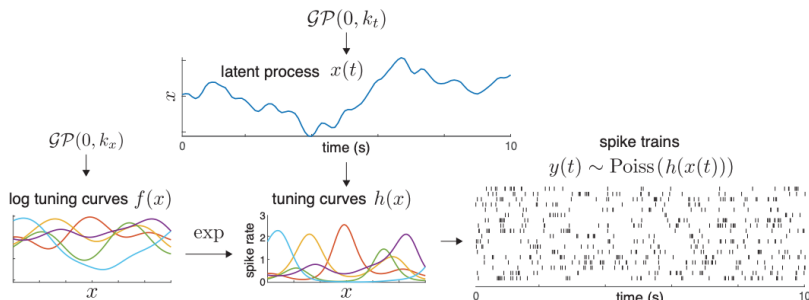 𝒢𝒫(0, k_t)
latent process x(t)
x
0
time (s)
10
𝒢𝒫(0, k_x)
log tuning curves f(x)
x
exp
tuning curves h(x)
spike rate
3
2
1
0
x
spike trains
y(t) ∼ Poiss(h(x(t)))
0
time (s)
10